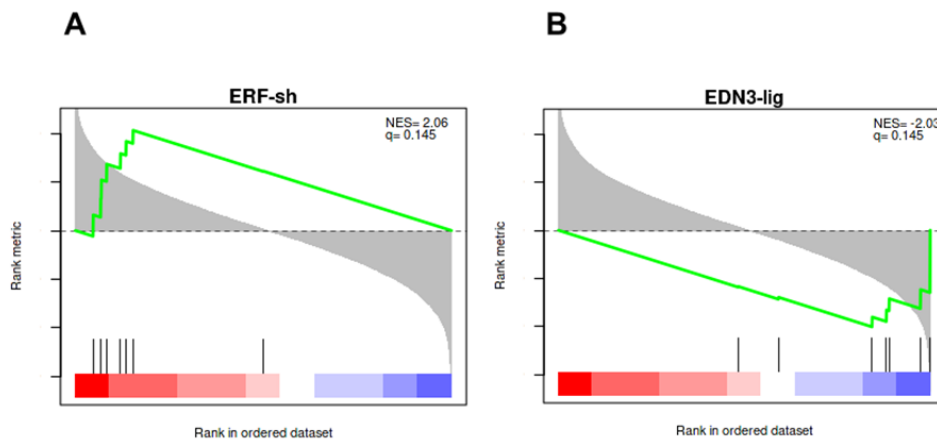 A
ERF-sh
NES= 2.06
q= 0.145
Rank metric
Rank in ordered dataset
B
EDN3-lig
NES= -2.03
q= 0.145
Rank metric
Rank in ordered dataset